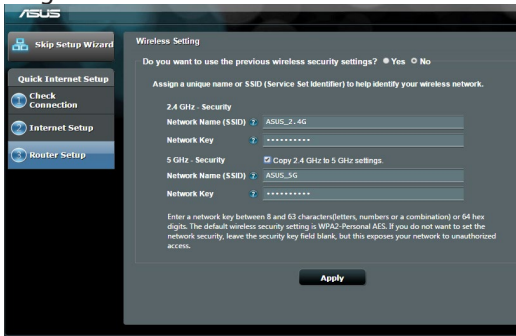 ASUS
Skip Setup Wizard
Quick Internet Setup
1 Check
Connection
2 Internet Setup
3 Router Setup
Wireless Setting
Do you want to use the previous wireless security settings? Yes No
Assign a unique name or SSID (Service Set Identifier) to help identify your wireless network.
2.4 GHz - Security
Network Name (SSID) ? ASUS_2.4G
Network Key ? ••••••••••
5 GHz - Security Copy 2.4 GHz to 5 GHz settings.
Network Name (SSID) ? ASUS_5G
Network Key ? ••••••••••
Enter a network key between 8 and 63 characters(letters, numbers or a combination) or 64 hex
digits. The default wireless security setting is WPA2-Personal AES. If you do not want to set the
network security, leave the security key field blank, but this exposes your network to unauthorized
access.
Apply